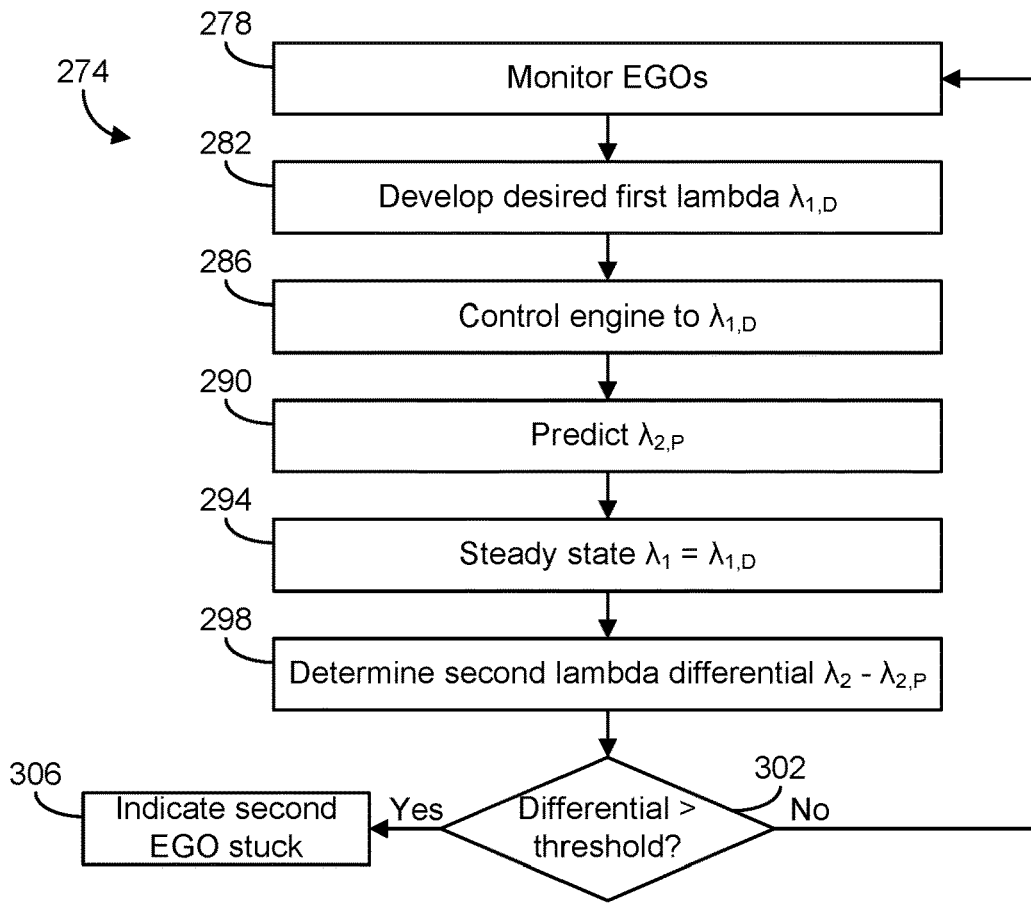 278
Monitor EGOs
274
282
Develop desired first lambda λ1,D
286
Control engine to λ1,D
290
Predict λ2,P
294
Steady state λ1 = λ1,D
298
Determine second lambda differential λ2 - λ2,P
306
Indicate second
EGO stuck
Yes
Differential >
threshold?
302
No